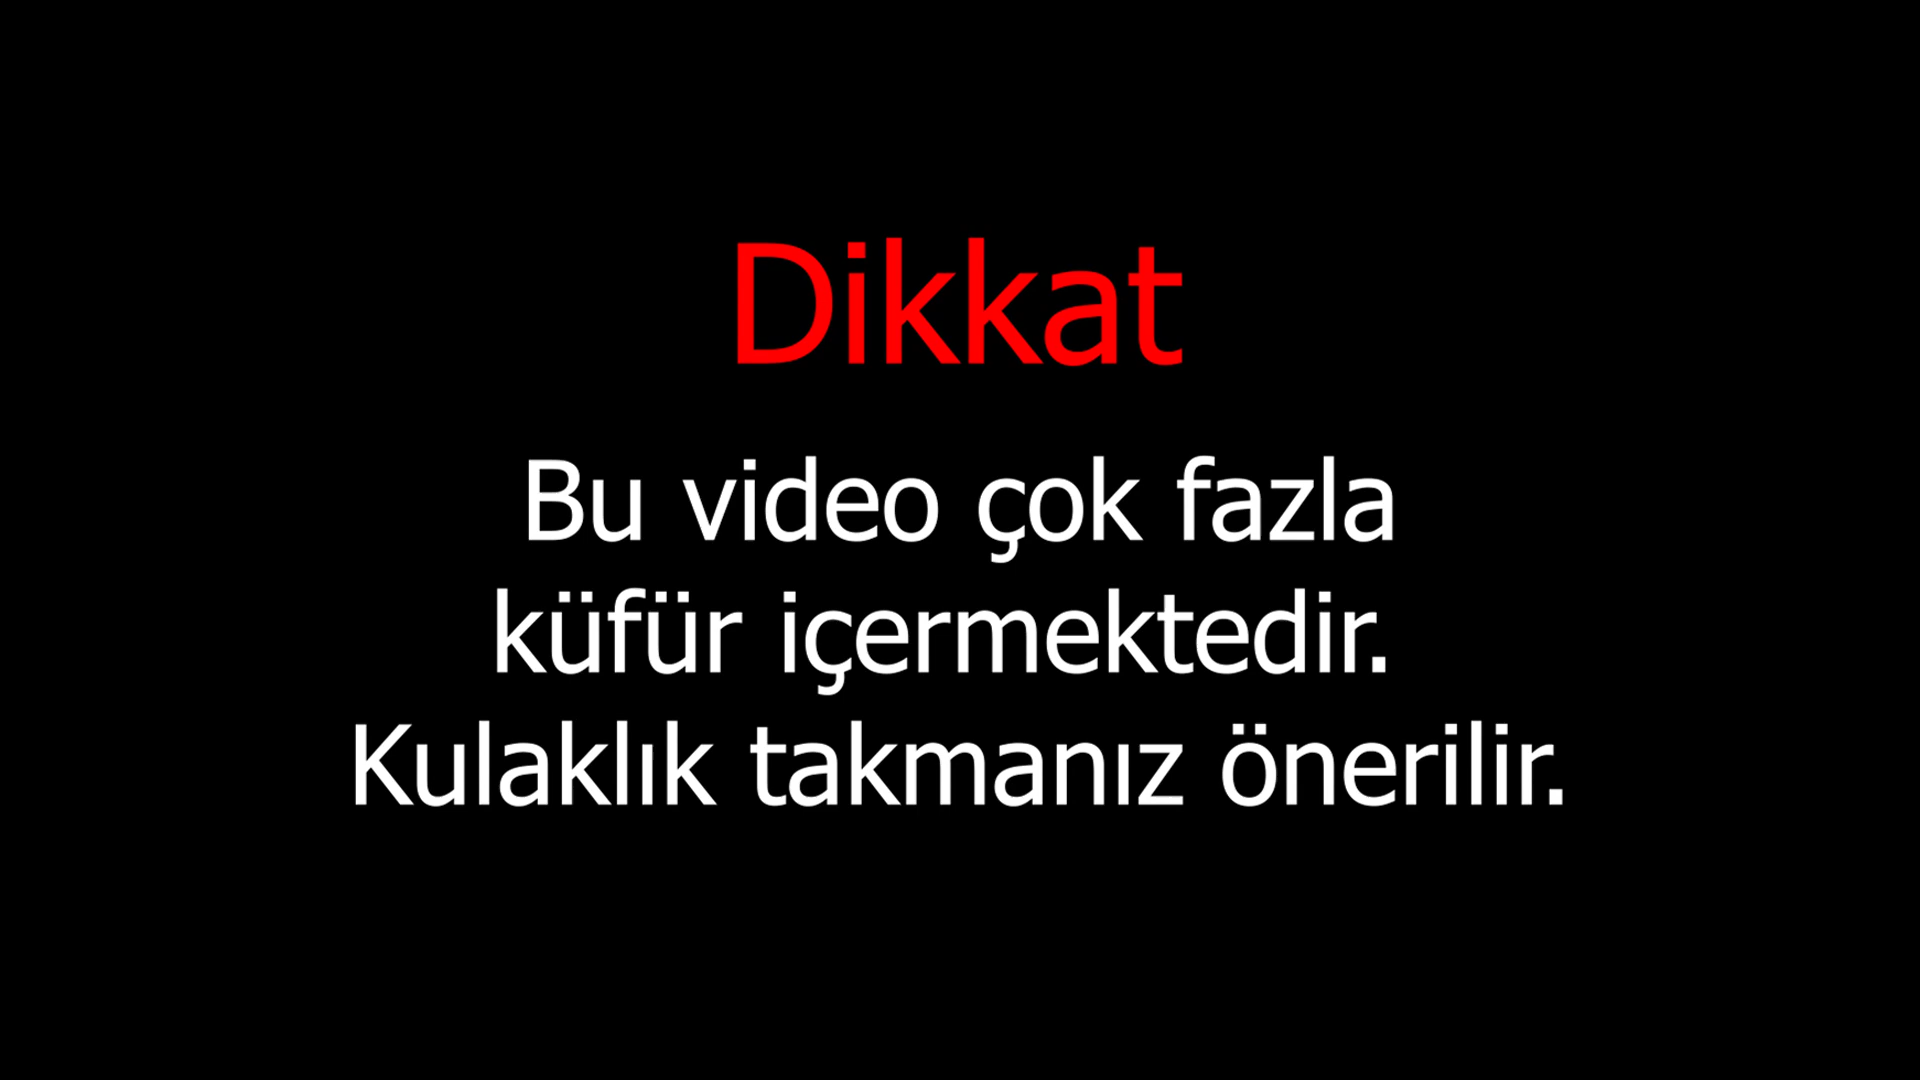 Dikkat
Bu video çok fazla
küfür içermektedir.
Kulaklık takmanız önerilir.